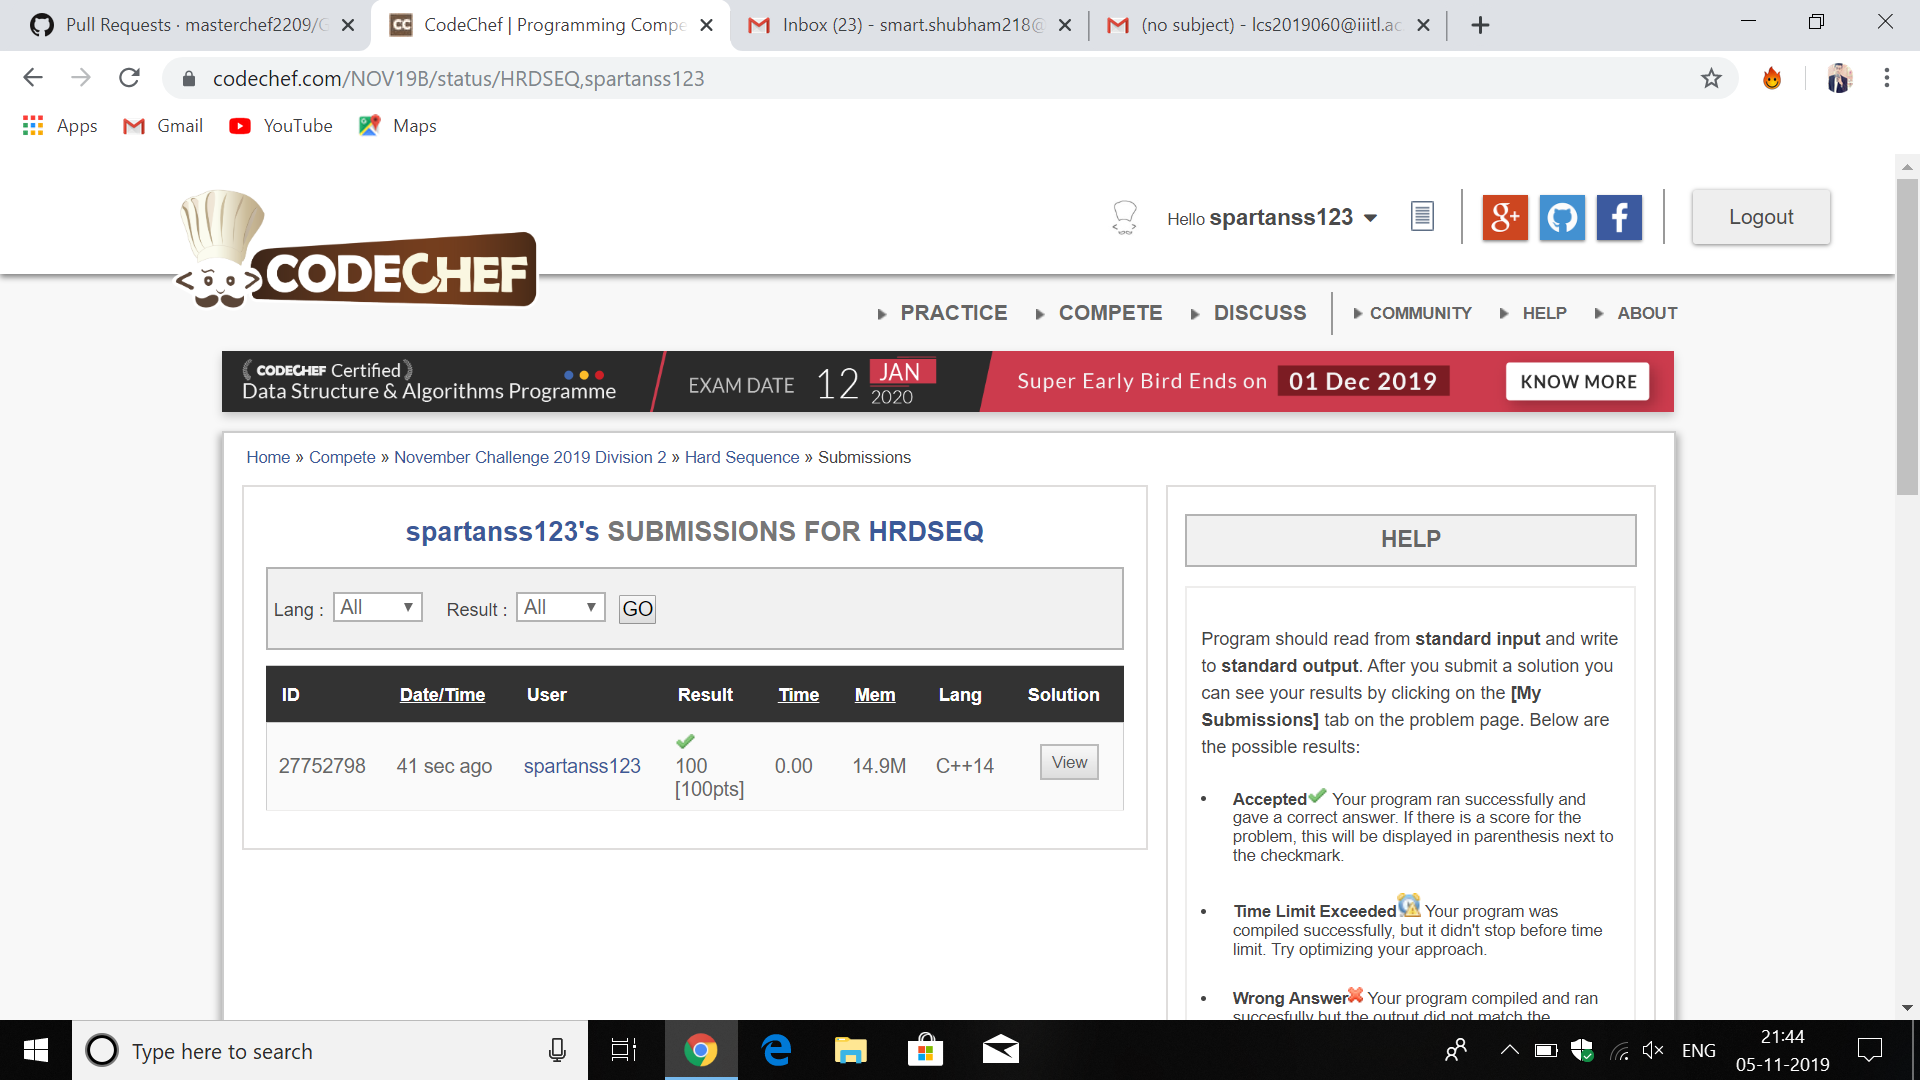 Pull Requests · masterchef2209/G
CodeChef | Programming Compe
Inbox (23) - smart.shubham218@
(no subject) - lcs2019060@iiitl.ac.
codechef.com/NOV19B/status/HRDSEQ,spartanss123
Apps
Gmail
YouTube
Maps
CODECHEF
Hello spartanss123
g+
f
Logout
PRACTICE
COMPETE
DISCUSS
COMMUNITY
HELP
ABOUT
CODECHEF Certified
Data Structure & Algorithms Programme
EXAM DATE 12 JAN 2020
Super Early Bird Ends on 01 Dec 2019
KNOW MORE
Home » Compete » November Challenge 2019 Division 2 » Hard Sequence » Submissions
spartanss123's SUBMISSIONS FOR HRDSEQ
Lang : All Result : All GO
ID Date/Time User Result Time Mem Lang Solution
27752798 41 sec ago spartanss123 100 [100pts] 0.00 14.9M C++14 View
HELP
Program should read from standard input and write
to standard output. After you submit a solution you
can see your results by clicking on the [My
Submissions] tab on the problem page. Below are
the possible results:
• Accepted Your program ran successfully and
gave a correct answer. If there is a score for the
problem, this will be displayed in parenthesis next to
the checkmark.
• Time Limit Exceeded Your program was
compiled successfully, but it didn't stop before time
limit. Try optimizing your approach.
• Wrong Answer Your program compiled and ran
succesfully but the output did not match the
Type here to search
ENG
21:44
05-11-2019